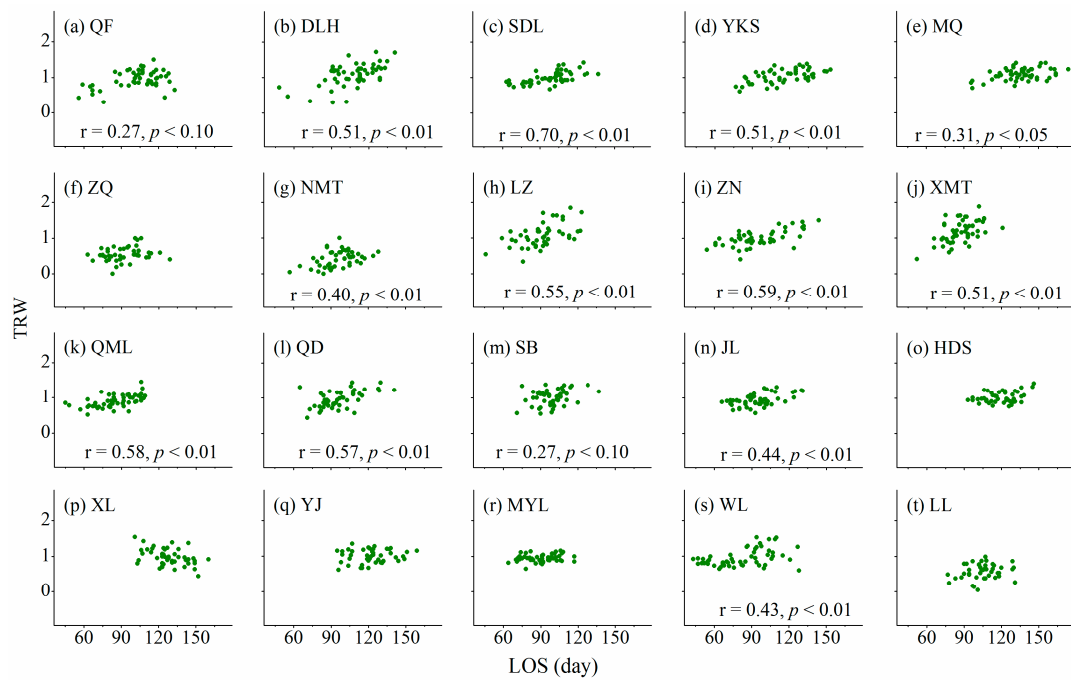 (a) QF
(b) DLH
(c) SDL
(d) YKS
(e) MQ
2
1
0
r = 0.27, p < 0.10
r = 0.51, p < 0.01
r = 0.70, p < 0.01
r = 0.51, p < 0.01
r = 0.31, p < 0.05
(f) ZQ
(g) NMT
(h) LZ
(i) ZN
(j) XMT
2
1
0
r = 0.40, p < 0.01
r = 0.55, p < 0.01
r = 0.59, p < 0.01
r = 0.51, p < 0.01
TRW
(k) QML
(l) QD
(m) SB
(n) JL
(o) HDS
2
1
0
r = 0.58, p < 0.01
r = 0.57, p < 0.01
r = 0.27, p < 0.10
r = 0.44, p < 0.01
(p) XL
(q) YJ
(r) MYL
(s) WL
(t) LL
2
1
0
r = 0.43, p < 0.01
60 90 120 150
60 90 120 150
60 90 120 150
60 90 120 150
60 90 120 150
LOS (day)